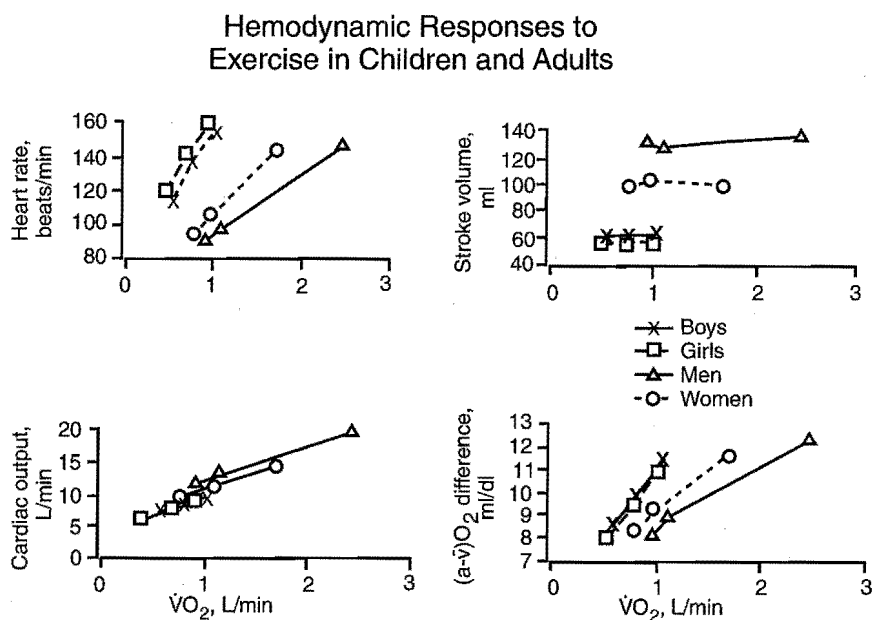 Hemodynamic Responses to
Exercise in Children and Adults
Heart rate,
beats/min
160
140
120
100
80
0 1 2 3
Stroke volume,
ml
140
120
100
80
60
40
0 1 2 3
Boys
Girls
Men
Women
Cardiac output,
L/min
20
15
10
5
0
0 1 2 3
V̇O₂, L/min
(a-v̄)O₂ difference,
ml/dl
13
12
11
10
9
8
7
0 1 2 3
V̇O₂, L/min